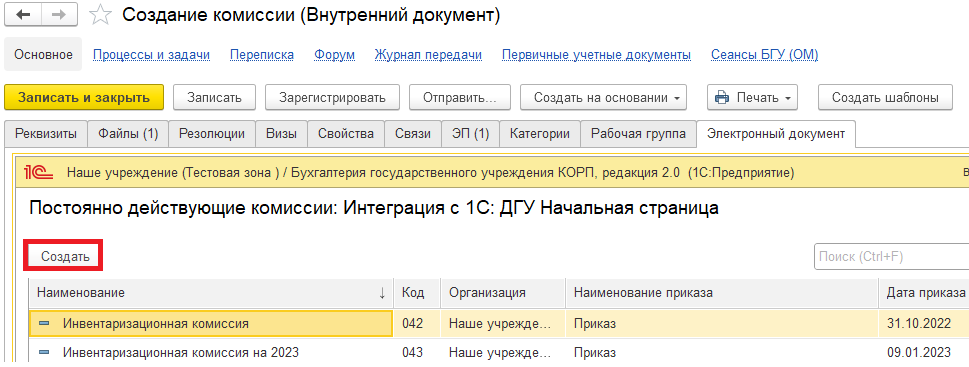 Создание комиссии (Внутренний документ)
Основное Процессы и задачи Переписка Форум Журнал передачи Первичные учетные документы Сеансы БГУ (ОМ)
Записать и закрыть Записать Зарегистрировать Отправить... Создать на основании Печать Создать шаблоны
Реквизиты Файлы (1) Резолюции Визы Свойства Связи ЭП (1) Категории Рабочая группа Электронный документ
1С Наше учреждение (Тестовая зона ) / Бухгалтерия государственного учреждения КОРП, редакция 2.0 (1С:Предприятие)
Постоянно действующие комиссии: Интеграция с 1С: ДГУ Начальная страница
Создать Поиск (Ctrl+F)
Наименование ↓ Код Организация Наименование приказа Дата приказа
Инвентаризационная комиссия 042 Наше учрежде... Приказ 31.10.2022
Инвентаризационная комиссия на 2023 043 Наше учрежде... Приказ 09.01.2023